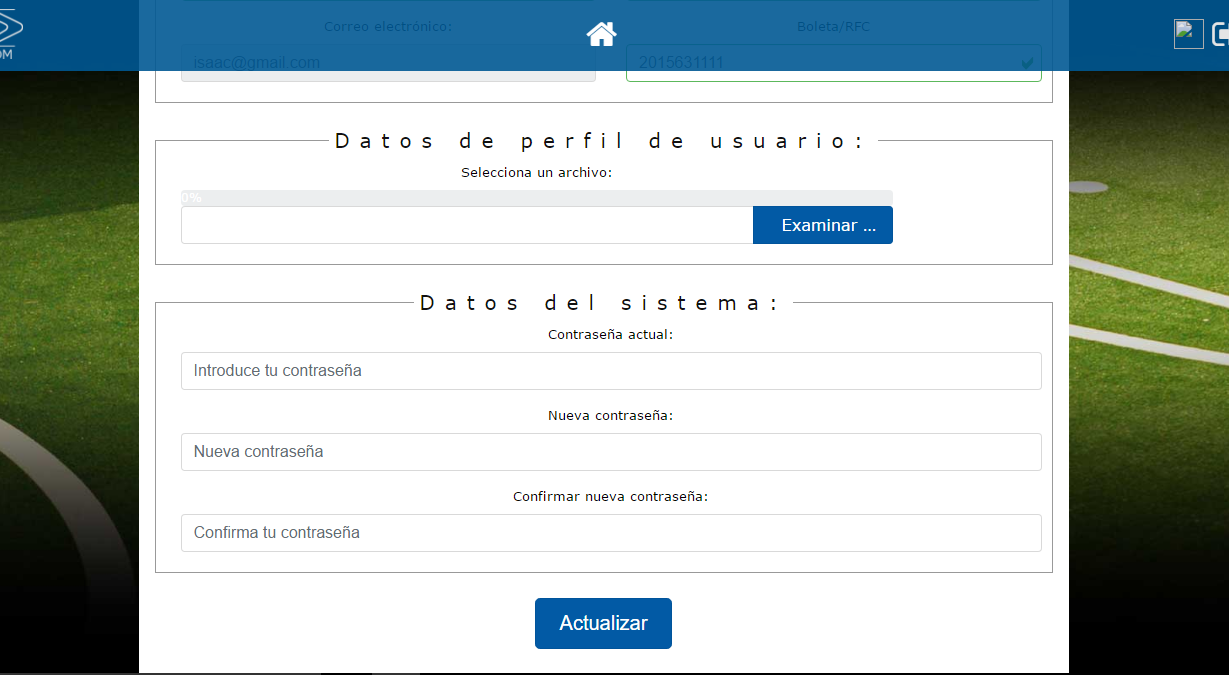 Correo electrónico:
Boleta/RFC
OM
isaac@gmail.com
2015631111
Datos de perfil de usuario:
Selecciona un archivo:
0%
Examinar ...
Datos del sistema:
Contraseña actual:
Introduce tu contraseña
Nueva contraseña:
Nueva contraseña
Confirmar nueva contraseña:
Confirma tu contraseña
Actualizar